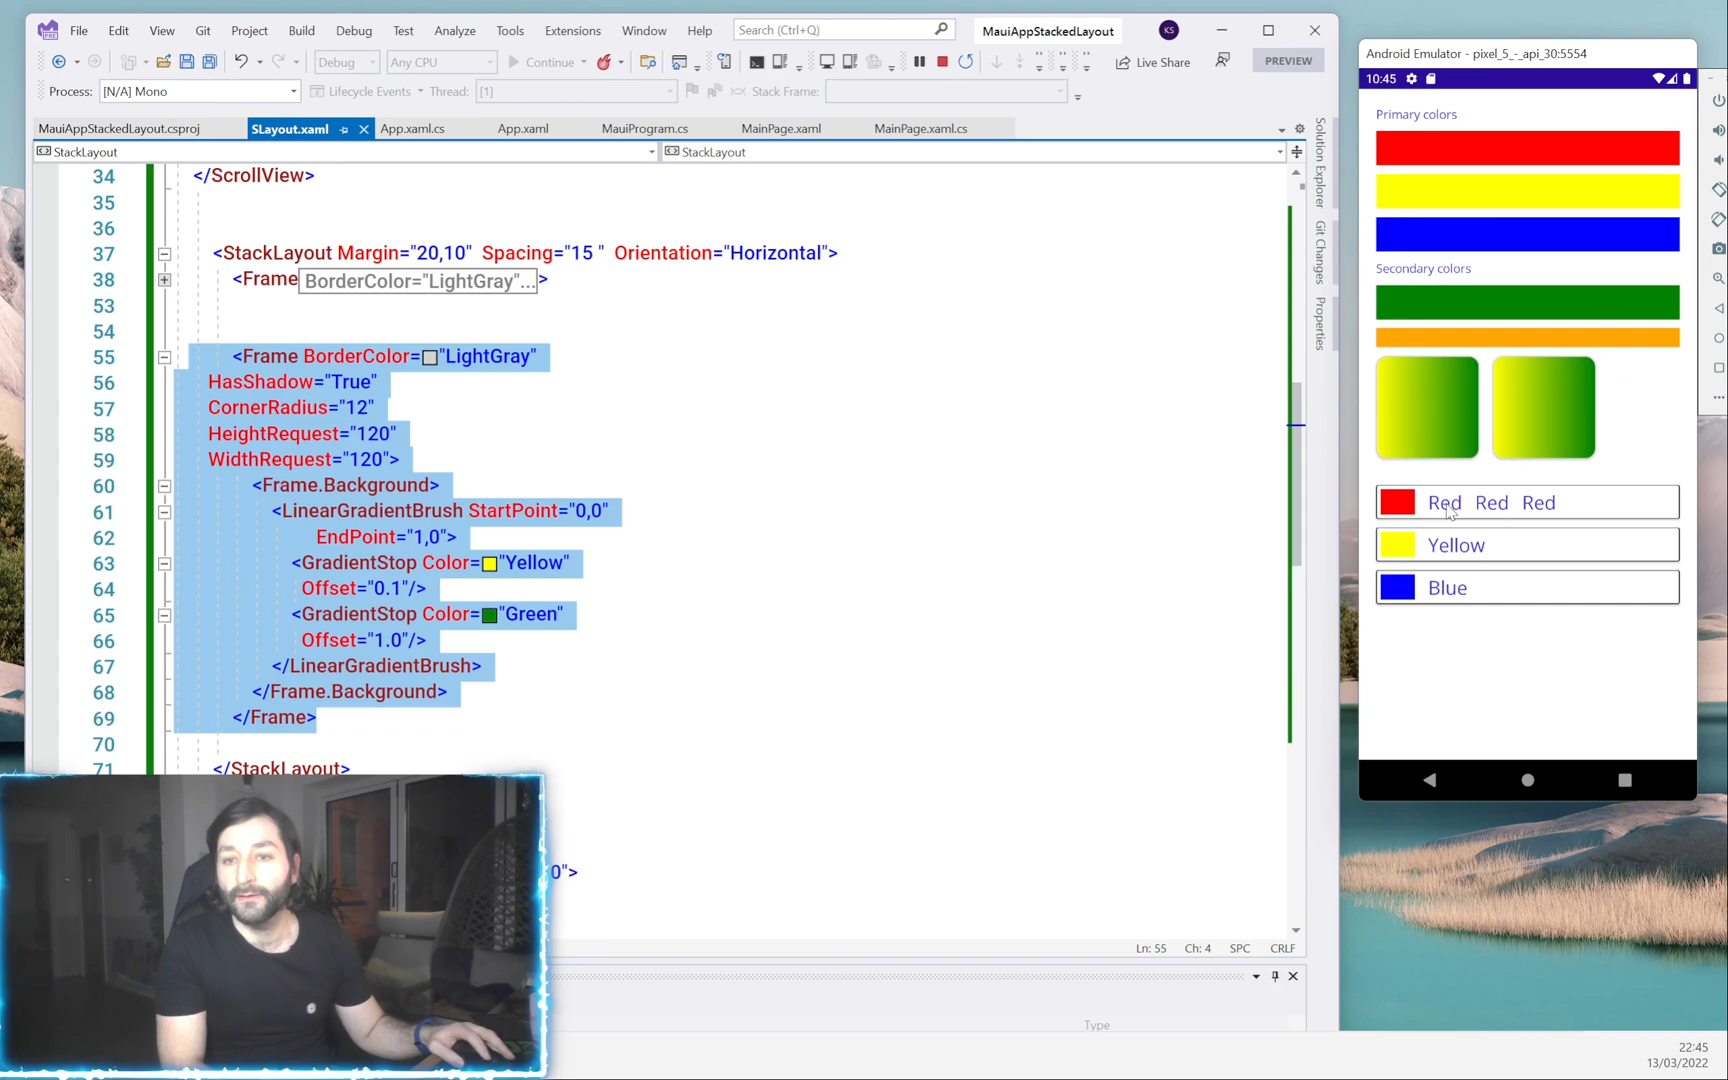 File Edit View Git Project Build Debug Test Analyze Tools Extensions Window Help Search (Ctrl+Q) MauiAppStackedLayout KS
Debug Any CPU Continue Live Share PREVIEW
Process: [N/A] Mono Lifecycle Events Thread: [1] Stack Frame:
MauiAppStackedLayout.csproj SLayout.xaml App.xaml.cs App.xaml MauiProgram.cs MainPage.xaml MainPage.xaml.cs
StackLayout StackLayout
34 </ScrollView>
35
36
37 <StackLayout Margin="20,10" Spacing="15 " Orientation="Horizontal">
38 <Frame BorderColor="LightGray"...>
53
54
55 <Frame BorderColor="LightGray"
56 HasShadow="True"
57 CornerRadius="12"
58 HeightRequest="120"
59 WidthRequest="120">
60 <Frame.Background>
61 <LinearGradientBrush StartPoint="0,0"
62 EndPoint="1,0">
63 <GradientStop Color="Yellow"
64 Offset="0.1"/>
65 <GradientStop Color="Green"
66 Offset="1.0"/>
67 </LinearGradientBrush>
68 </Frame.Background>
69 </Frame>
70
71 </StackLayout>
0">
Ln: 55 Ch: 4 SPC CRLF
Type
Solution Explorer
Git Changes
Properties
Android Emulator - pixel_5_-_api_30:5554
10:45
Primary colors
Secondary colors
Red Red Red
Yellow
Blue
22:45
13/03/2022